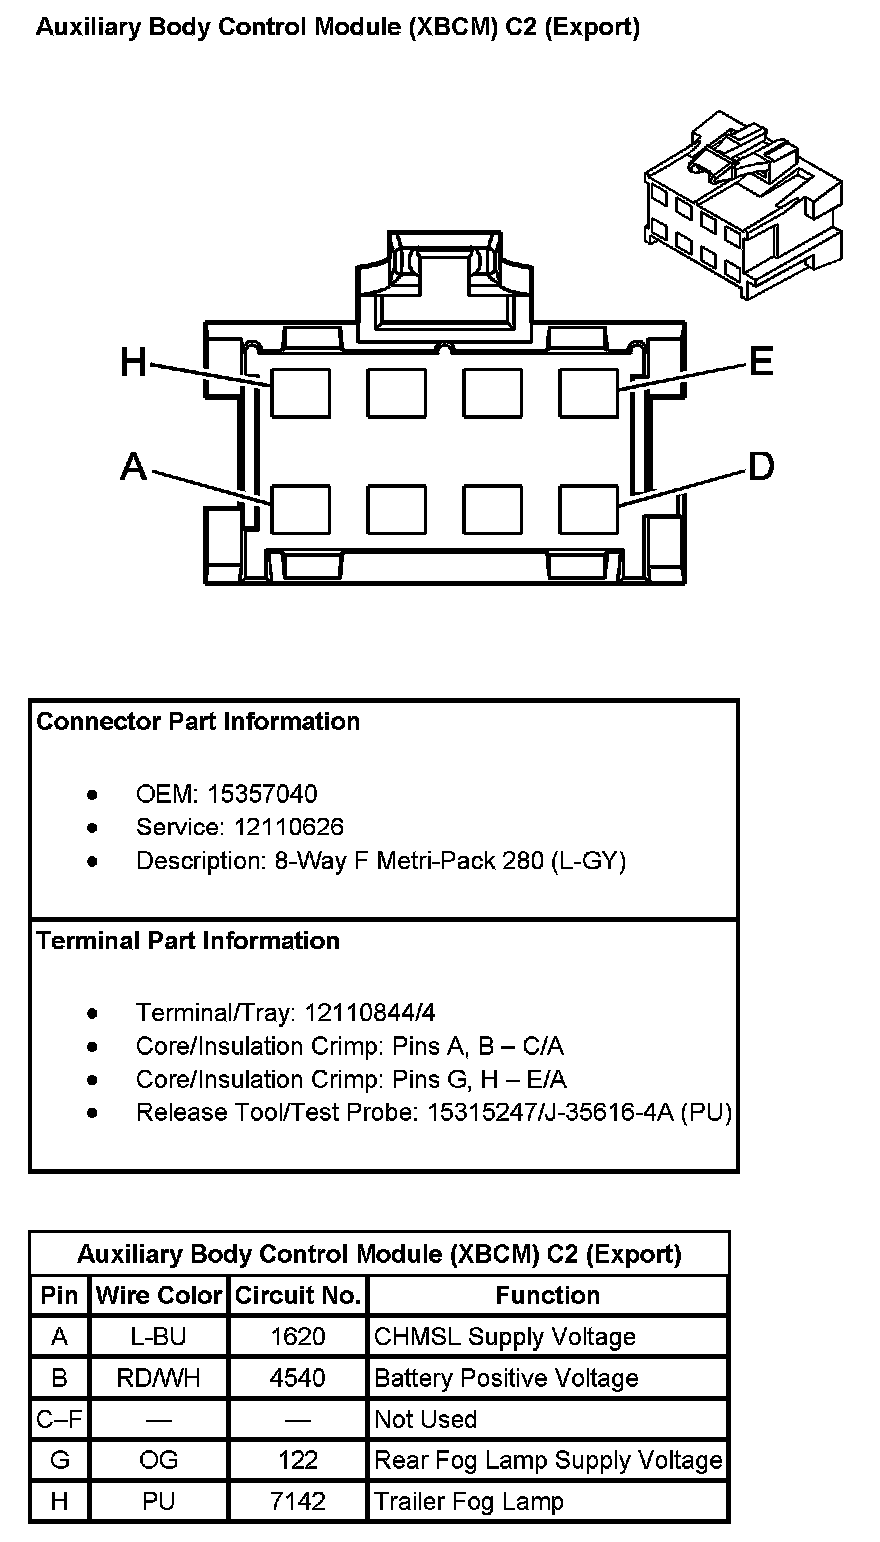 Auxiliary Body Control Module (XBCM) C2 (Export)
H
E
A
D
Connector Part Information
• OEM: 15357040
• Service: 12110626
• Description: 8-Way F Metri-Pack 280 (L-GY)
Terminal Part Information
• Terminal/Tray: 12110844/4
• Core/Insulation Crimp: Pins A, B – C/A
• Core/Insulation Crimp: Pins G, H – E/A
• Release Tool/Test Probe: 15315247/J-35616-4A (PU)
Auxiliary Body Control Module (XBCM) C2 (Export)
Pin Wire Color Circuit No. Function
A L-BU 1620 CHMSL Supply Voltage
B RD/WH 4540 Battery Positive Voltage
C–F — — Not Used
G OG 122 Rear Fog Lamp Supply Voltage
H PU 7142 Trailer Fog Lamp